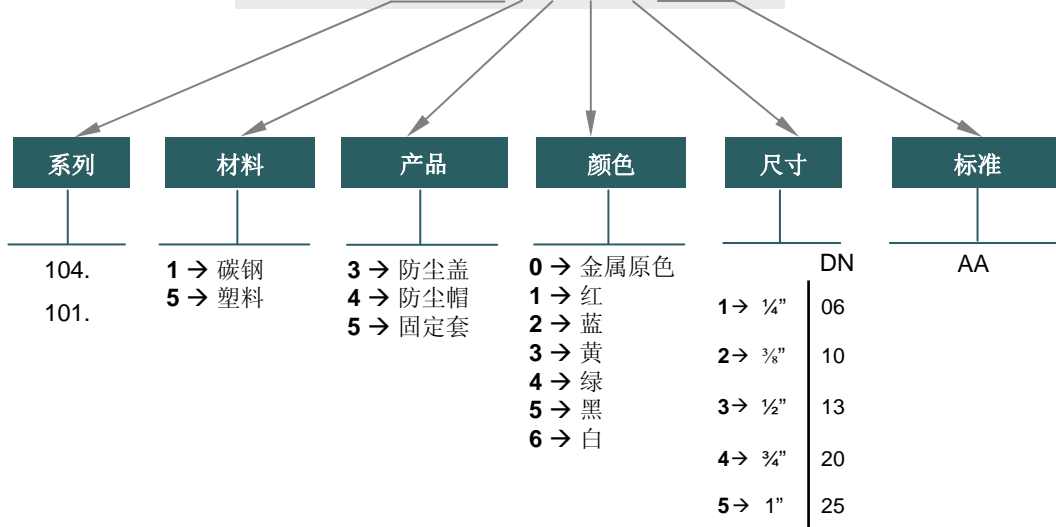 系列
材料
产品
颜色
尺寸
标准
104.
101.
1 → 碳钢
5 → 塑料
3 → 防尘盖
4 → 防尘帽
5 → 固定套
0 → 金属原色
1 → 红
2 → 蓝
3 → 黄
4 → 绿
5 → 黑
6 → 白
DN
1→ ¼” 06
2→ ⅜” 10
3→ ½” 13
4→ ¾” 20
5→ 1” 25
AA